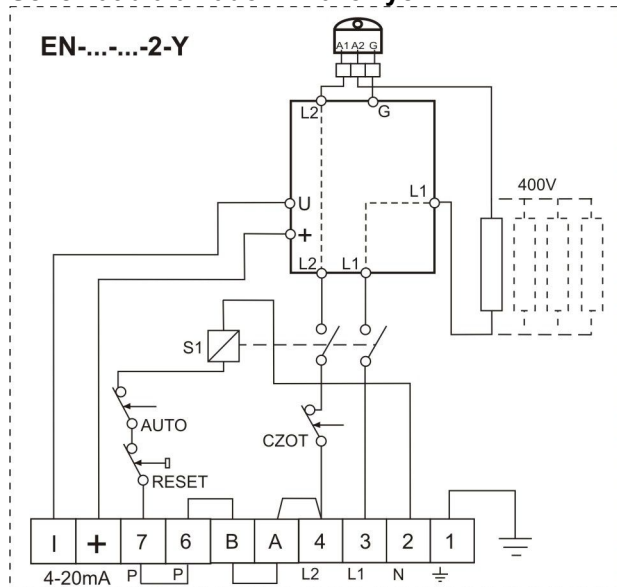 EN-...-...-2-Y
A1 A2 G
L2 G
L1
400V
U
+
L2 L1
S1
AUTO
CZOT
RESET
I + 7 6 B A 4 3 2 1
4-20mA P P L2 L1 N